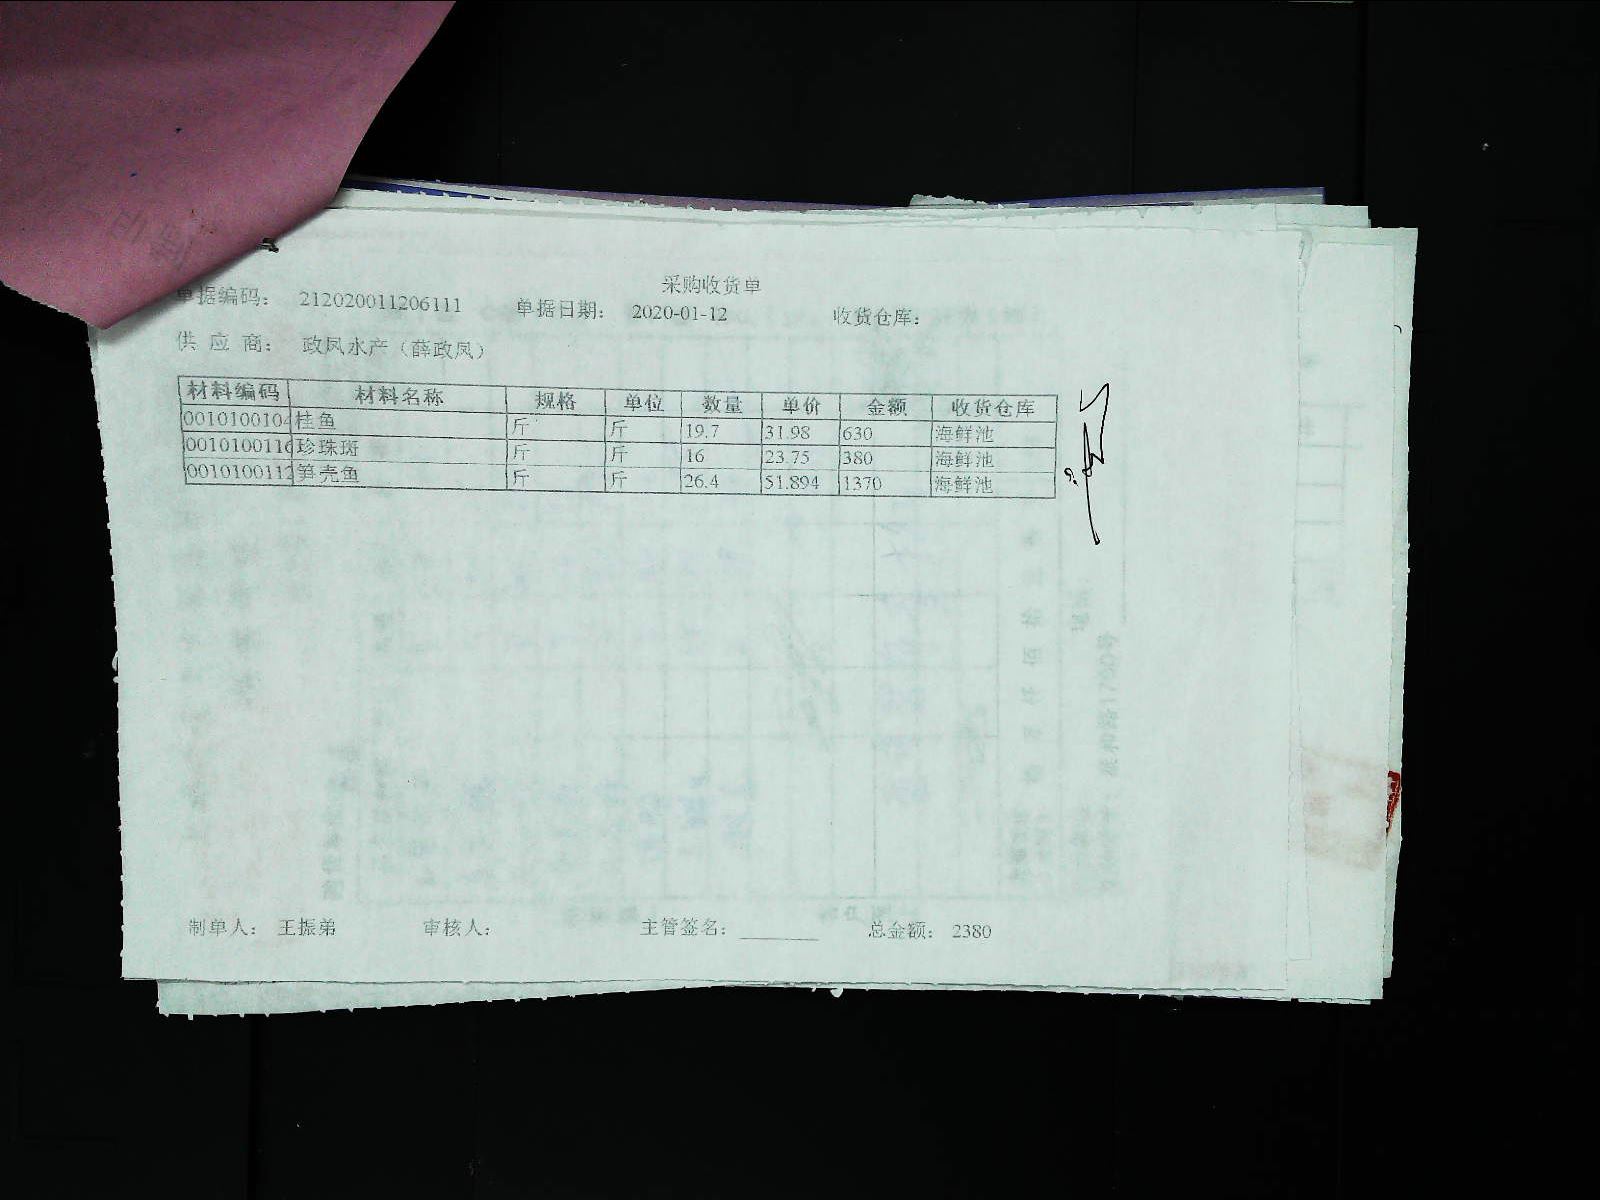 采购收货单
单据编码: 212020011206111 单据日期: 2020-01-12 收货仓库:
供应商: 政凤水产（薛政凤）
材料编码 材料名称 规格 单位 数量 单价 金额 收货仓库
0010100104 桂鱼 斤 斤 19.7 31.98 630 海鲜池
0010100116 珍珠斑 斤 斤 16 23.75 380 海鲜池
0010100112 笋壳鱼 斤 斤 26.4 51.894 1370 海鲜池
制单人: 王振弟 审核人: 主管签名: 总金额: 2380